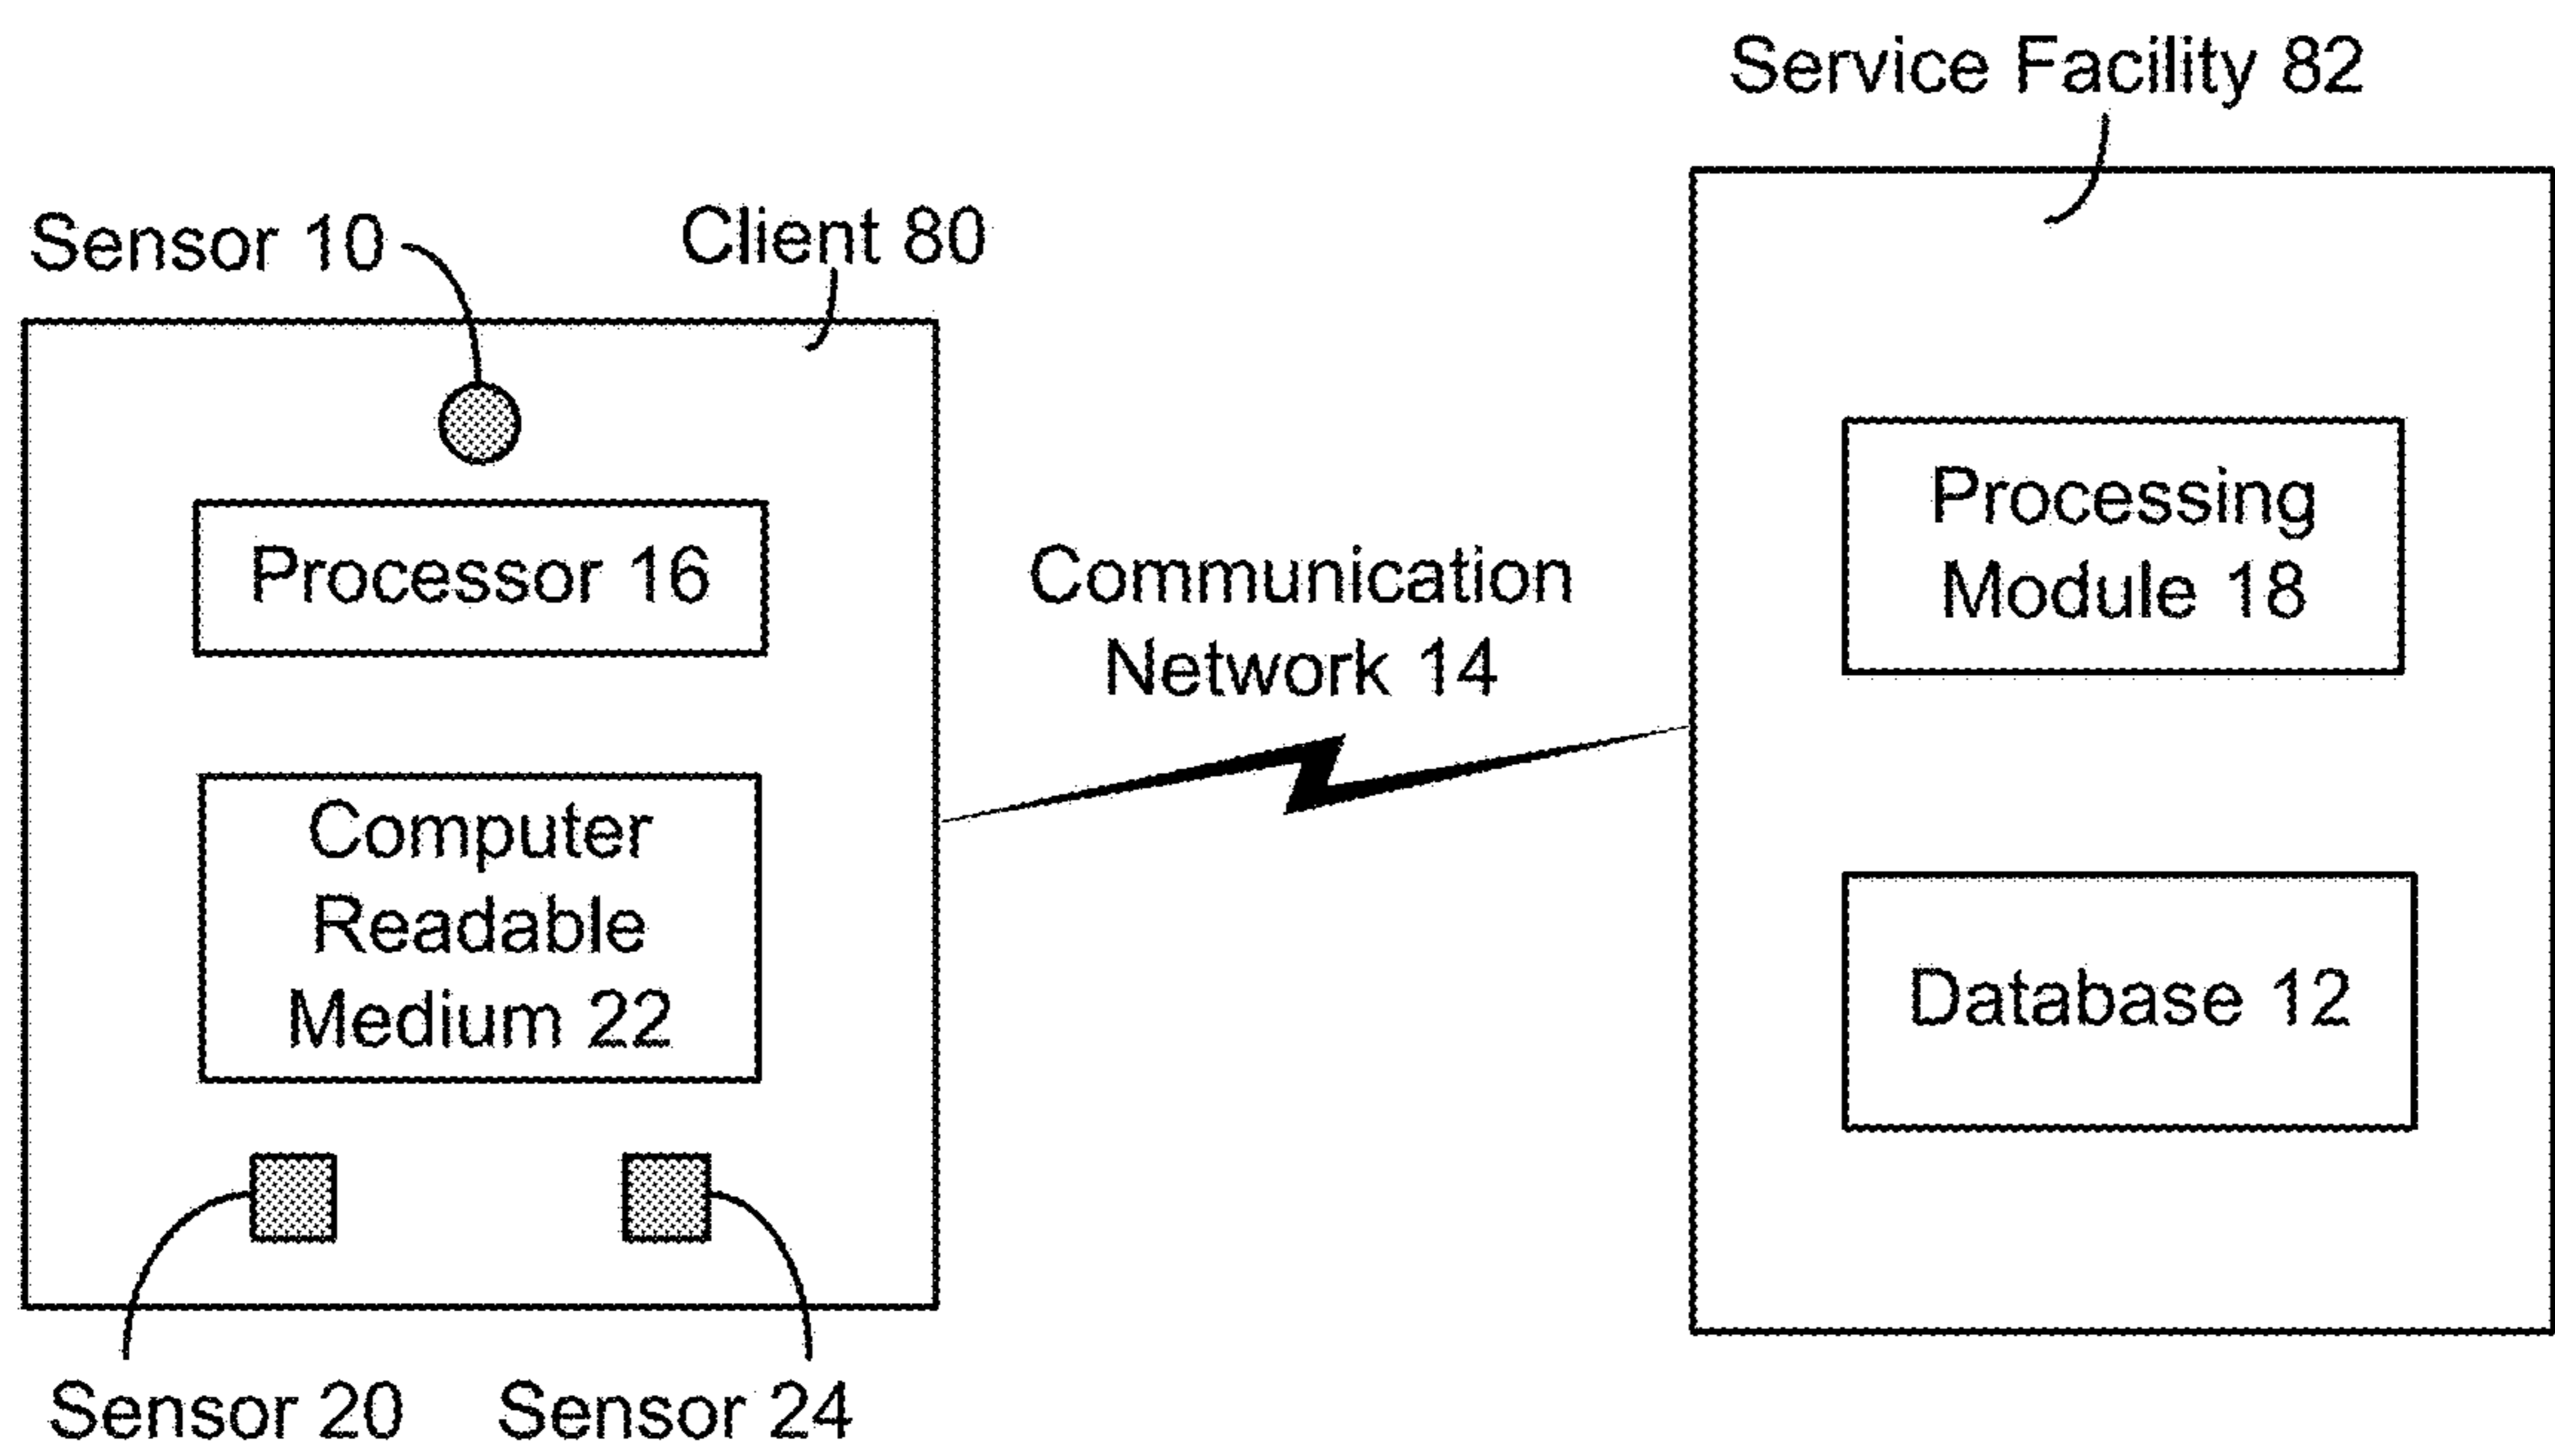 Service Facility 82
Sensor 10
Client 80
Processor 16
Computer
Readable
Medium 22
Sensor 20
Sensor 24
Communication
Network 14
Processing
Module 18
Database 12